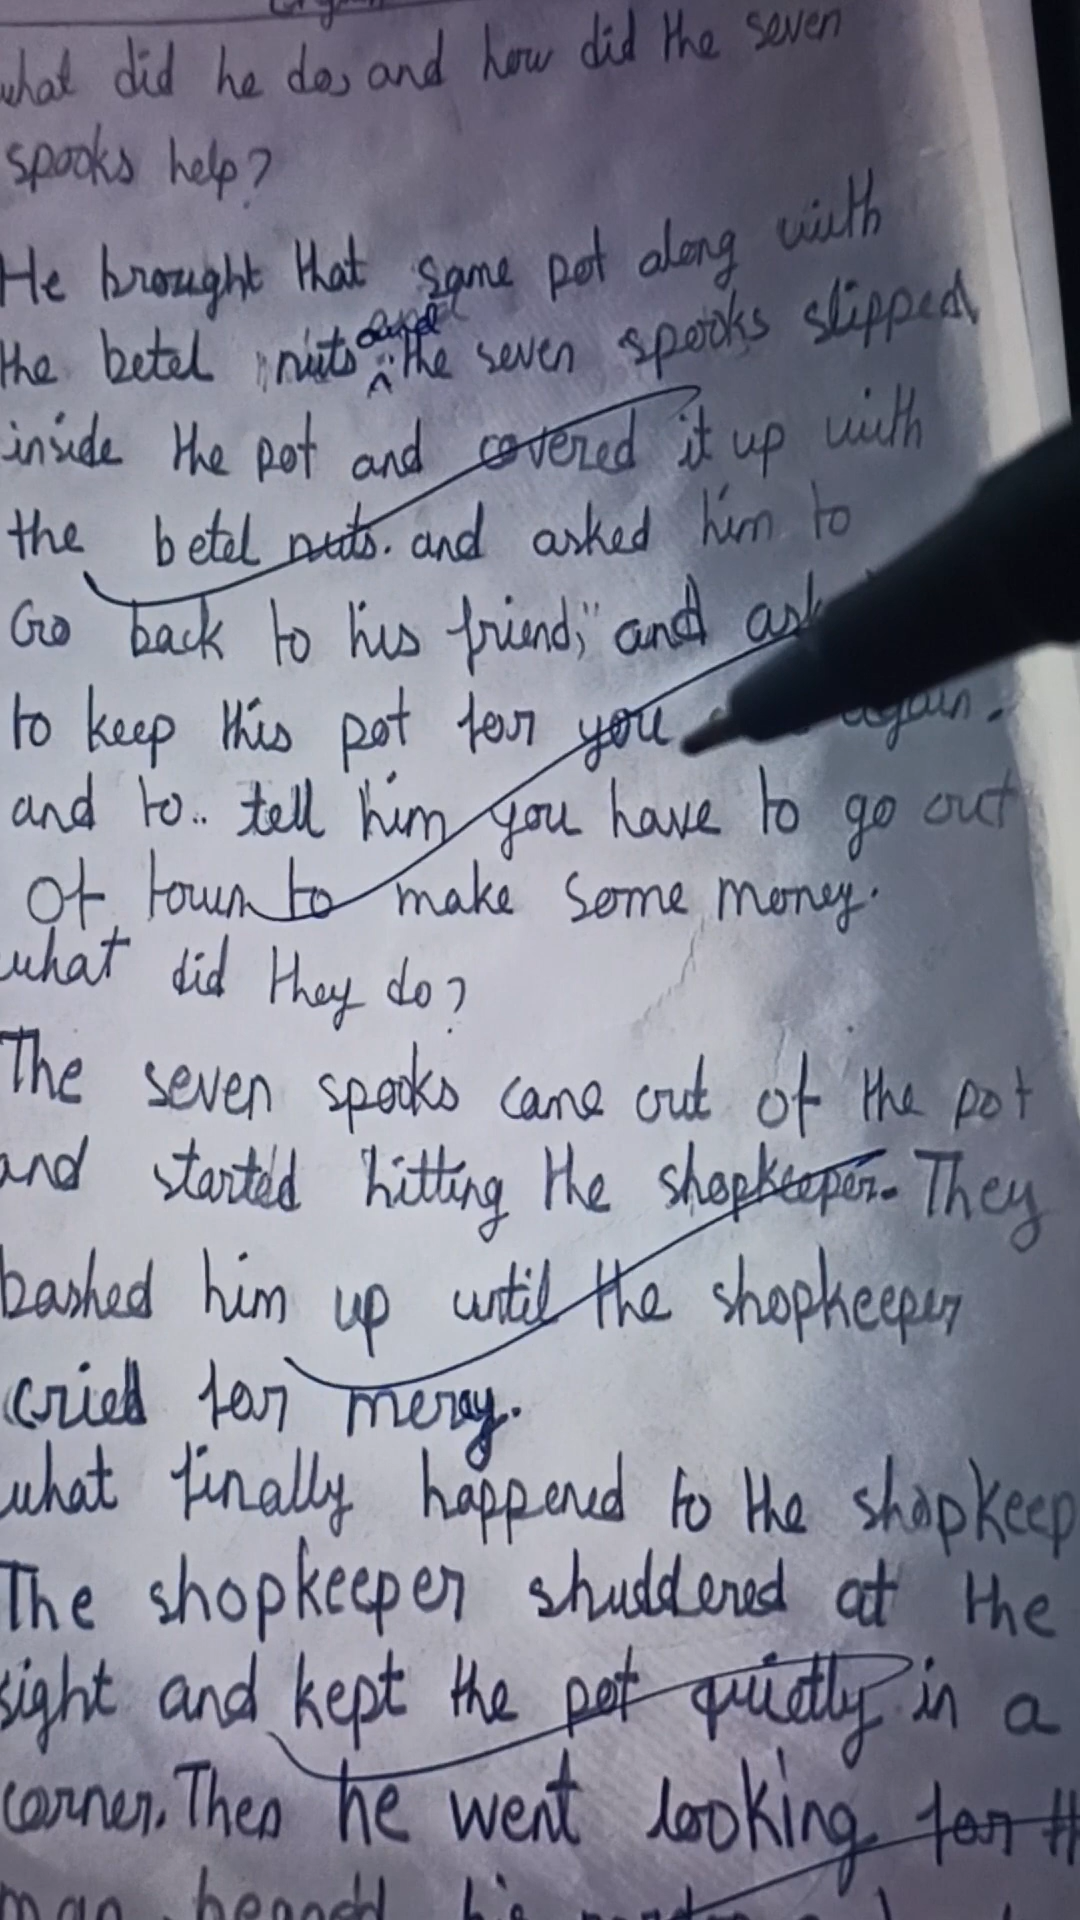 what did he do, and how did the seven
spooks help?
He brought that same pot along with
the betel nuts and the seven spooks slipped
inside the pot and covered it up with
the betel nuts. and asked him to
Go back to his friend, and
to keep this pot for you again.
and to.. tell him you have to go out
of town to make some money.
what did they do?
The seven spooks came out of the pot
and started hitting the shopkeeper. They
bashed him up until the shopkeeper
cried for mercy.
what finally happened to the shopkeep
The shopkeeper shuddered at the
sight and kept the pot quietly in a
corner. Then he went looking for
man his